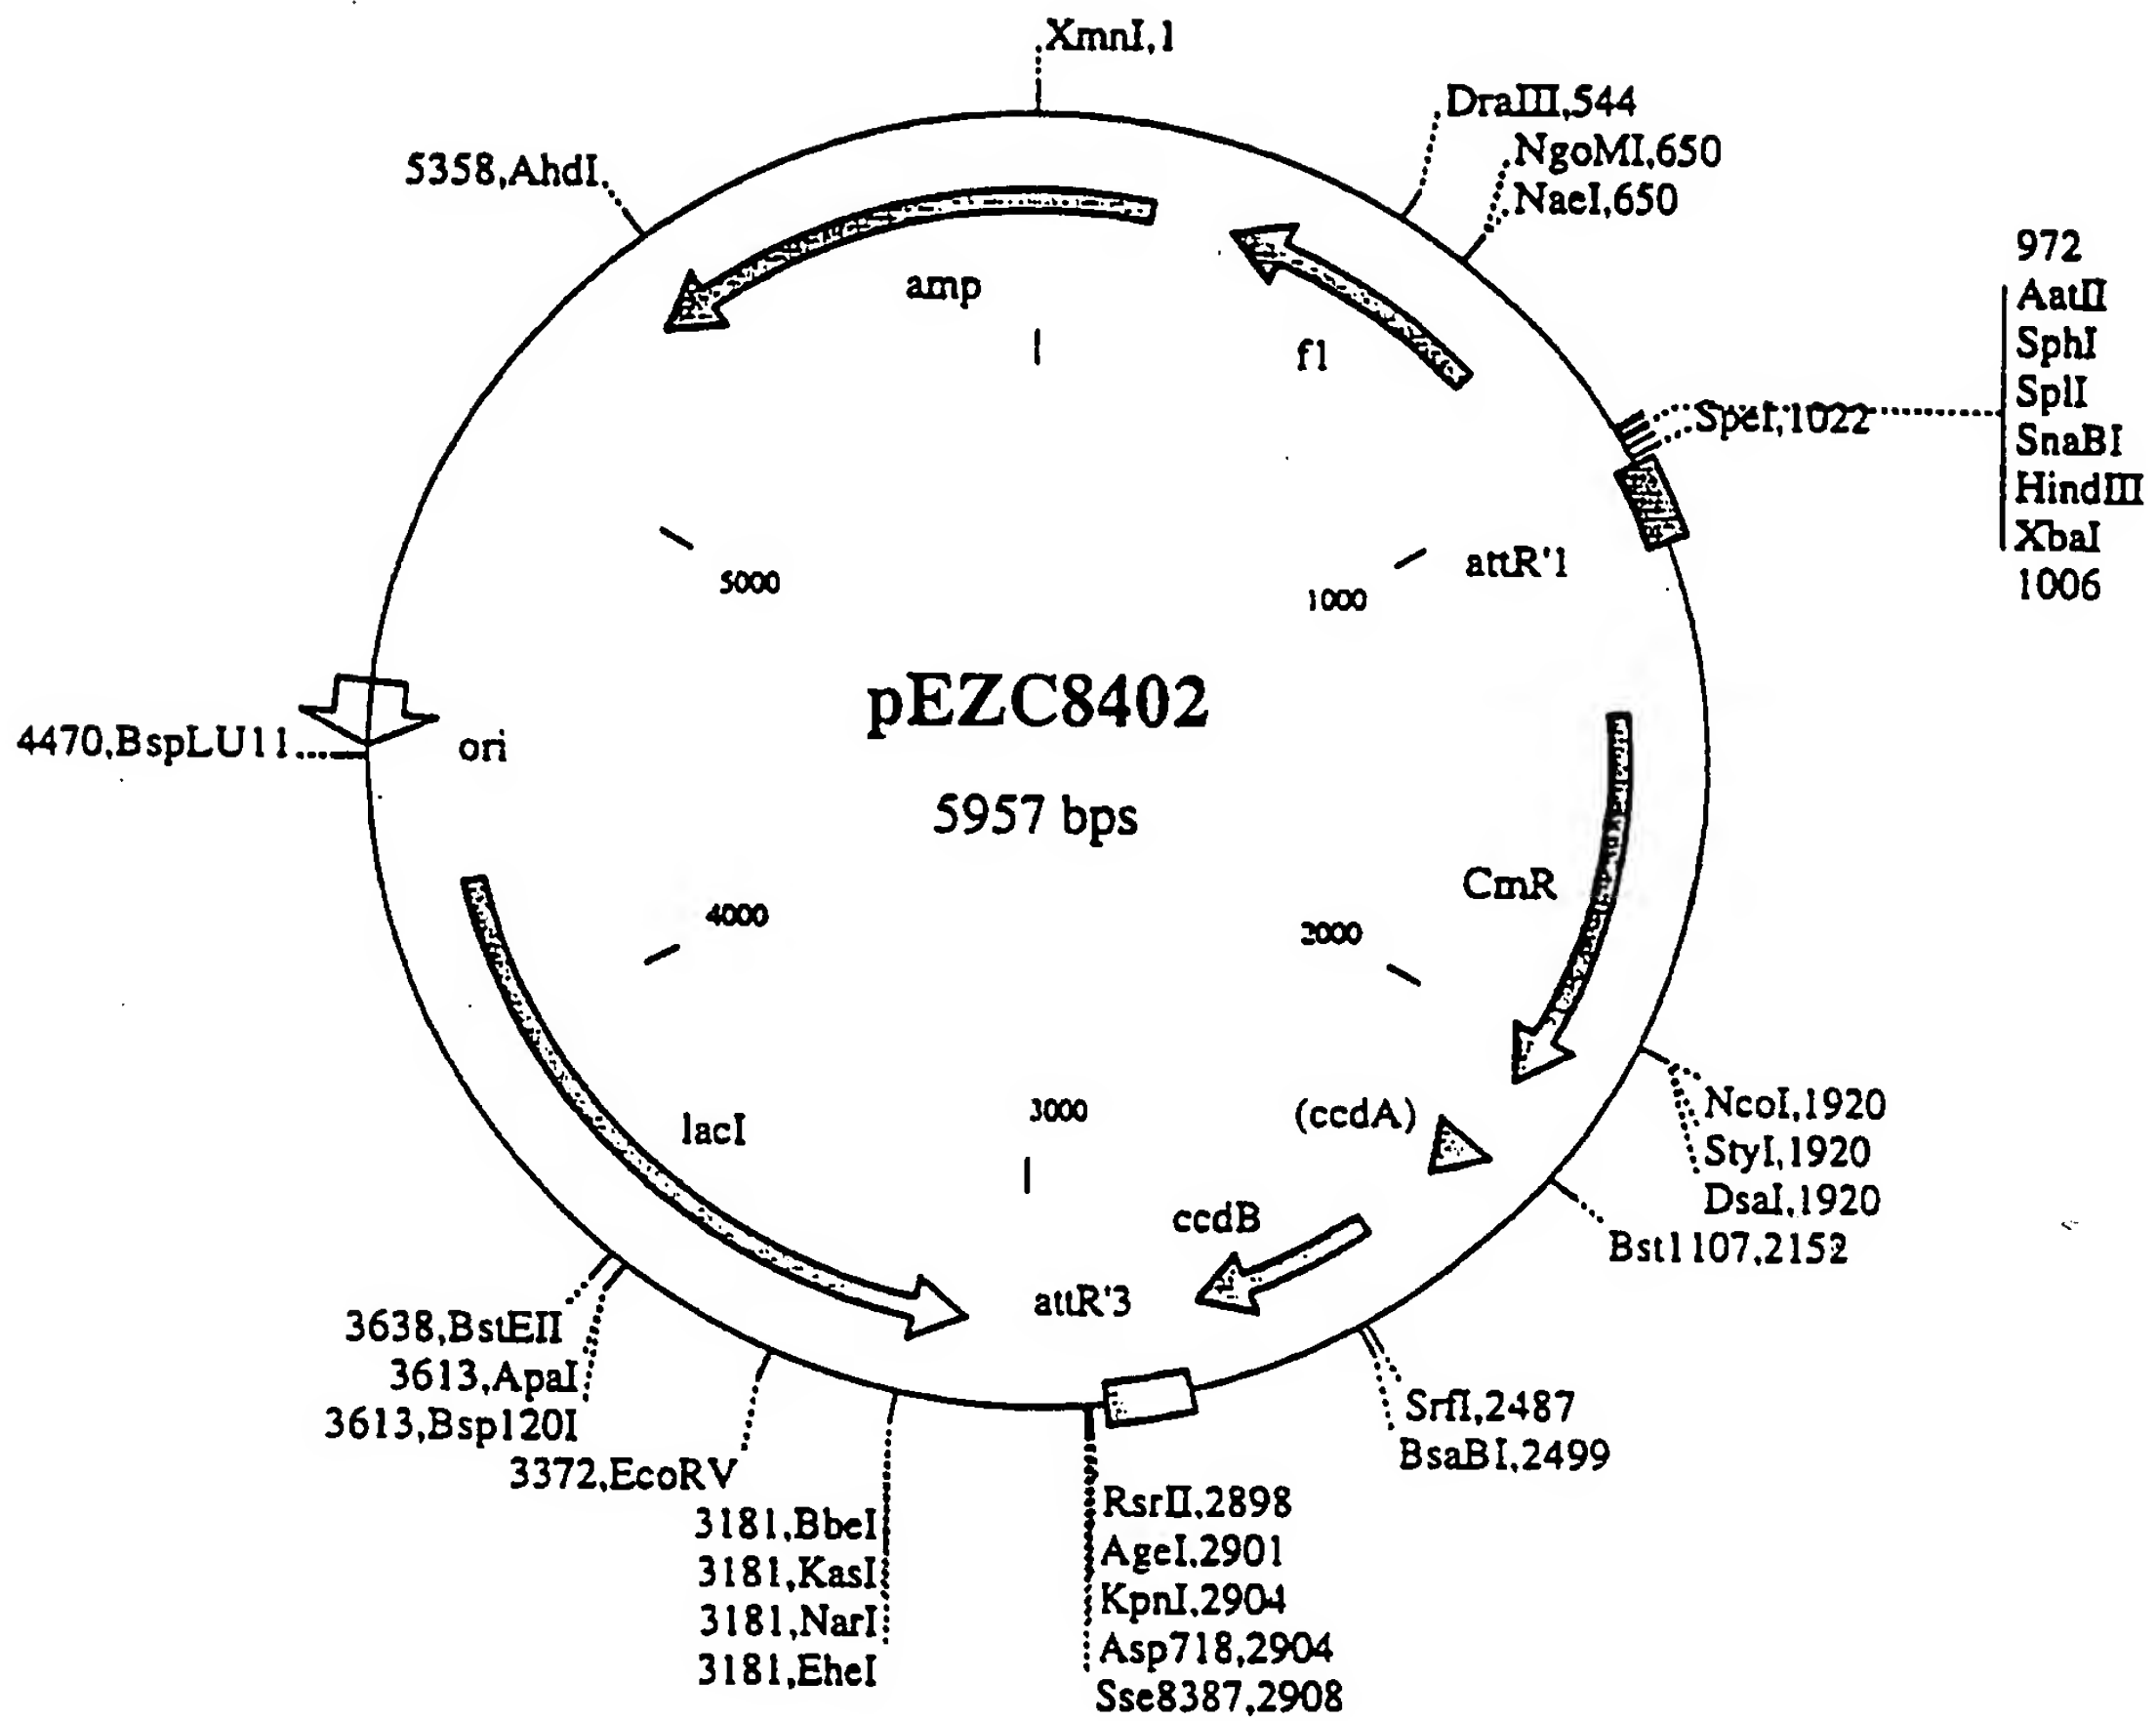 XmnI,1
DraIII,544
NgoMI,650
NaeI,650
5358,AhdI
972
AatII
SphI
SplI
SnaBI
HindIII
XbaI
1006
SpeI,1022
amp
f1
attR'1
5000
1000
pEZC8402
5957 bps
4470,BspLU11
ori
CmR
4000
2000
lacI
3000
(ccdA)
ccdB
attR'3
NcoI,1920
StyI,1920
DsaI,1920
Bst1107,2152
SrfI,2487
BsaBI,2499
3638,BstEII
3613,ApaI
3613,Bsp120I
3372,EcoRV
3181,BbeI
3181,KasI
3181,NarI
3181,EheI
RsrII,2898
AgeI,2901
KpnI,2904
Asp718,2904
Sse8387,2908